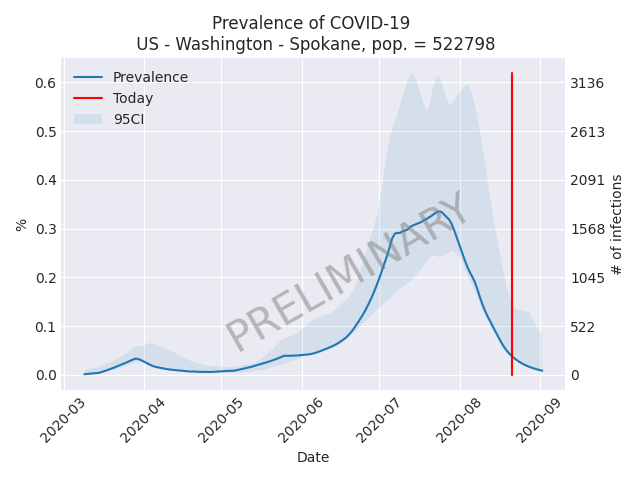 Prevalence of COVID-19
US - Washington - Spokane, pop. = 522798
Prevalence
Today
95CI
0.6
0.5
0.4
0.3
0.2
0.1
0.0
%
3136
2613
2091
1568
1045
522
0
# of infections
PRELIMINARY
2020-03
2020-04
2020-05
2020-06
2020-07
2020-08
2020-09
Date